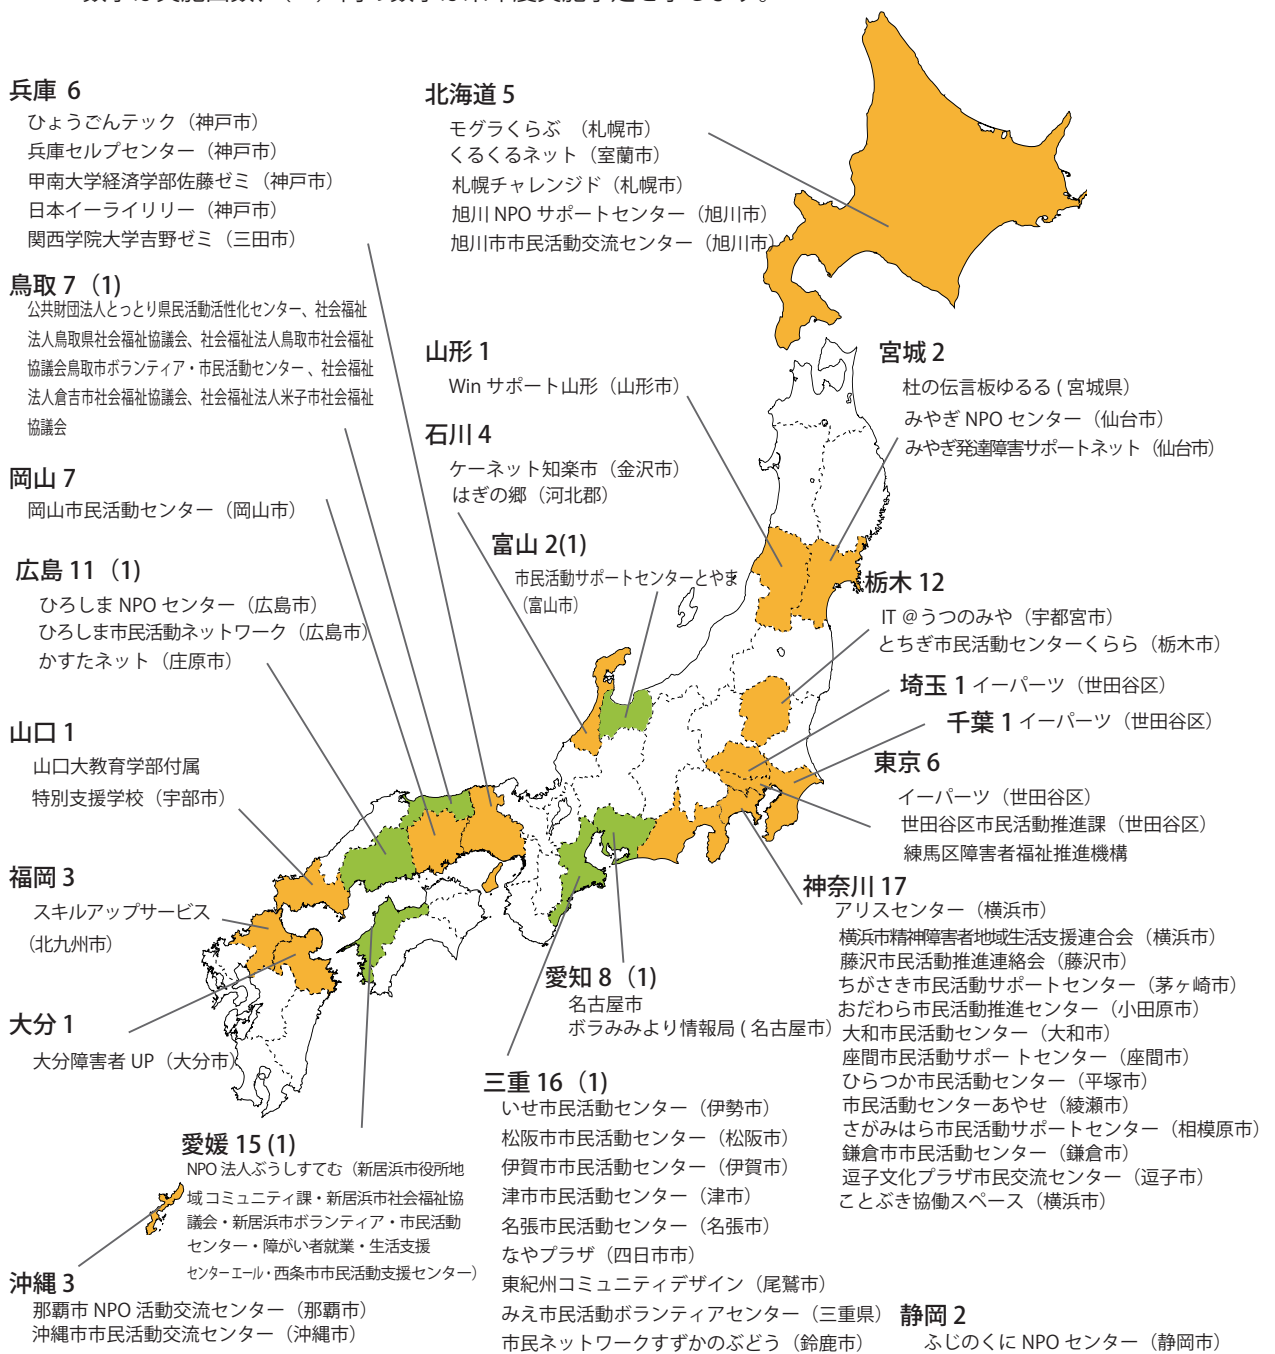 兵庫 6
ひょうごんテック（神戸市）
兵庫セルプセンター（神戸市）
甲南大学経済学部佐藤ゼミ（神戸市）
日本イーライリリー（神戸市）
関西学院大学吉野ゼミ（三田市）
鳥取 7（1)
公共財団法人とっとり県民活動活性化センター、社会福祉
法人鳥取県社会福祉協議会、社会福祉法人鳥取市社会福祉
協議会鳥取市ボランティア・市民活動センター 、社会福祉
法人倉吉市社会福祉協議会、社会福祉法人米子市社会福祉
協議会
岡山 7
岡山市民活動センター（岡山市）
広島 11（1)
ひろしま NPO センター（広島市）
ひろしま市民活動ネットワーク（広島市）
かすたネット（庄原市）
山口 1
山口大教育学部付属
特別支援学校（宇部市）
福岡 3
スキルアップサービス
（北九州市）
大分 1
大分障害者 UP（大分市）
沖縄 3
那覇市 NPO 活動交流センター（那覇市）
沖縄市市民活動交流センター（沖縄市）
北海道 5
モグラくらぶ （札幌市）
くるくるネット（室蘭市）
札幌チャレンジド（札幌市）
旭川 NPO サポートセンター（旭川市）
旭川市市民活動交流センター（旭川市）
山形 1
Win サポート山形（山形市）
石川 4
ケーネット知楽市（金沢市）
はぎの郷（河北郡）
富山 2(1)
市民活動サポートセンターとやま
（富山市）
宮城 2
杜の伝言板ゆるる ( 宮城県）
みやぎ NPO センター（仙台市）
みやぎ発達障害サポートネット（仙台市）
栃木 12
IT @うつのみや（宇都宮市）
とちぎ市民活動センターくらら（栃木市）
埼玉 1 イーパーツ（世田谷区）
千葉 1 イーパーツ（世田谷区）
東京 6
イーパーツ（世田谷区）
世田谷区市民活動推進課（世田谷区）
練馬区障害者福祉推進機構
神奈川 17
アリスセンター（横浜市）
横浜市精神障害者地域生活支援連合会（横浜市）
藤沢市民活動推進連絡会（藤沢市）
ちがさき市民活動サポートセンター（茅ヶ崎市）
おだわら市民活動推進センター（小田原市）
大和市民活動センター（大和市）
座間市民活動サポートセンター（座間市）
ひらつか市民活動センター（平塚市）
市民活動センターあやせ（綾瀬市）
さがみはら市民活動サポートセンター（相模原市）
鎌倉市市民活動センター（鎌倉市）
逗子文化プラザ市民交流センター（逗子市）
ことぶき協働スペース（横浜市）
愛知 8（1)
名古屋市
ボラみみより情報局 ( 名古屋市）
三重 16（1)
いせ市民活動センター（伊勢市）
松阪市市民活動センター（松阪市）
伊賀市市民活動センター（伊賀市）
津市市民活動センター（津市）
名張市民活動センター（名張市）
なやプラザ（四日市市）
東紀州コミュニティデザイン（尾鷲市）
みえ市民活動ボランティアセンター（三重県）
市民ネットワークすずかのぶどう（鈴鹿市）
愛媛 15 (1)
NPO 法人ぶうしすてむ（新居浜市役所地
域コミュニティ課・新居浜市社会福祉協
議会・新居浜市ボランティア・市民活動
センター・障がい者就業・生活支援
センターエール・西条市市民活動支援センター）
静岡 2
ふじのくに NPO センター（静岡市）